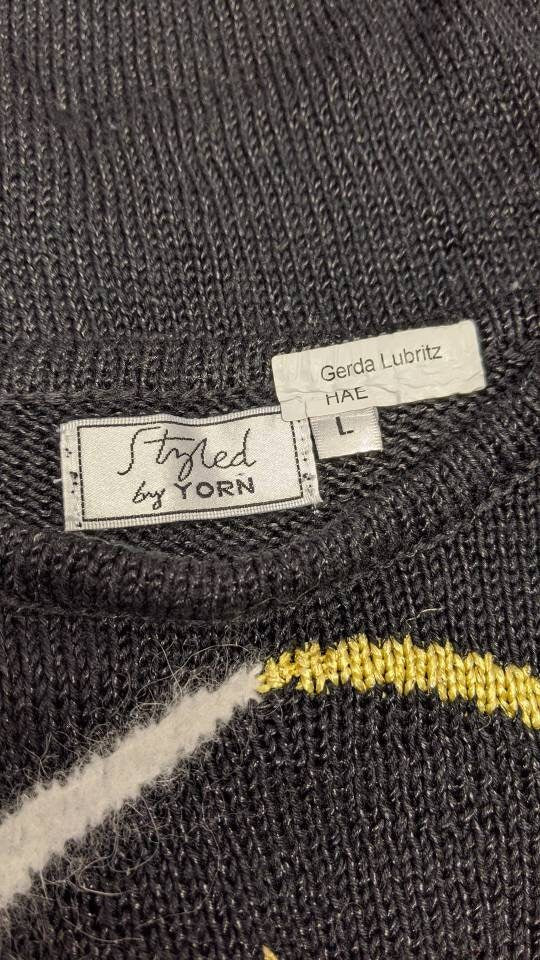 Gerda Lubritz
HAE
L
Styled
by YORN